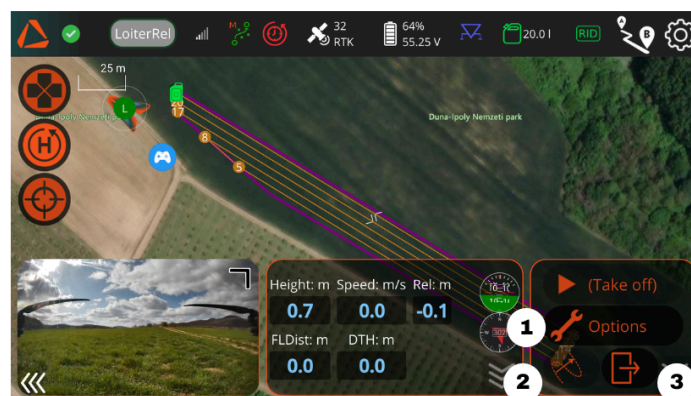 LoiterRel
M
32
RTK
64%
55.25 V
20.0 l
RID
A
B
25 m
L
17
8
5
H
Duna-Ipoly Nemzeti park
Height: m Speed: m/s Rel: m
0.7 0.0 -0.1
FLDist: m DTH: m
0.0 0.0
(Take off)
Options
1
2
3